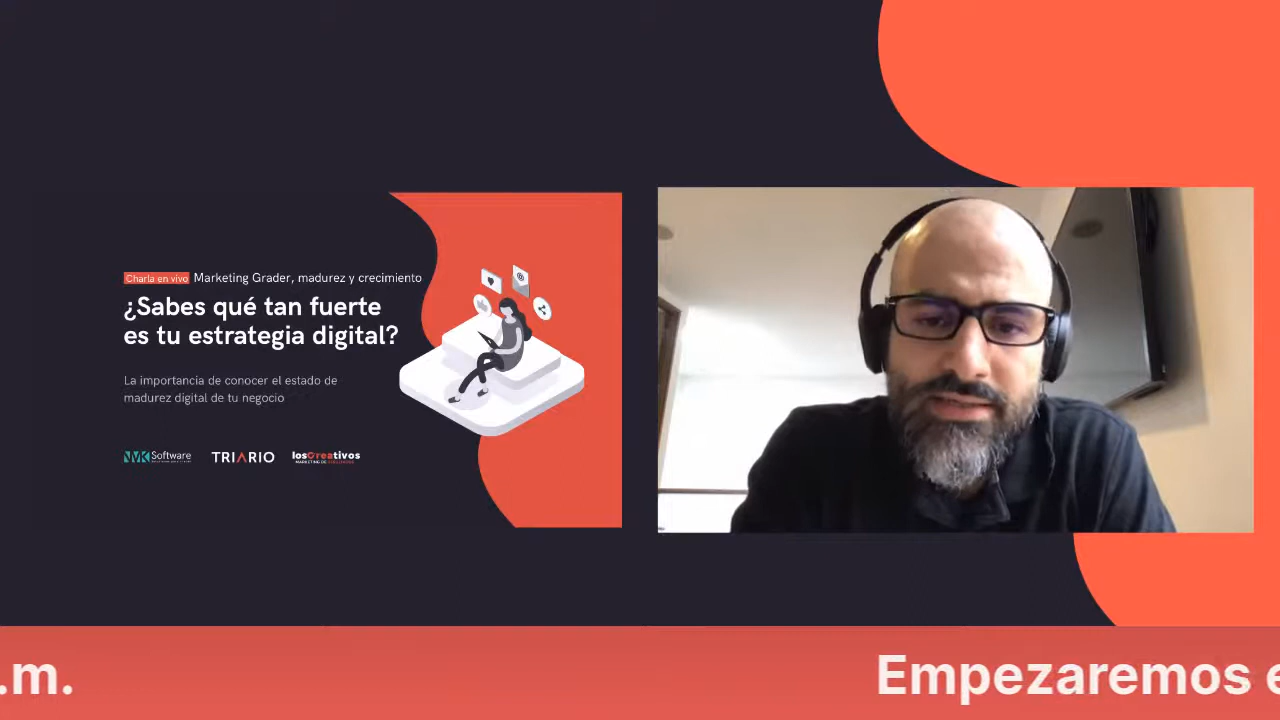 Charla en vivo Marketing Grader, madurez y crecimiento
¿Sabes qué tan fuerte
es tu estrategia digital?
La importancia de conocer el estado de
madurez digital de tu negocio
NMK Software
TRIARIO
losCreativos
.m.
Empezaremos e